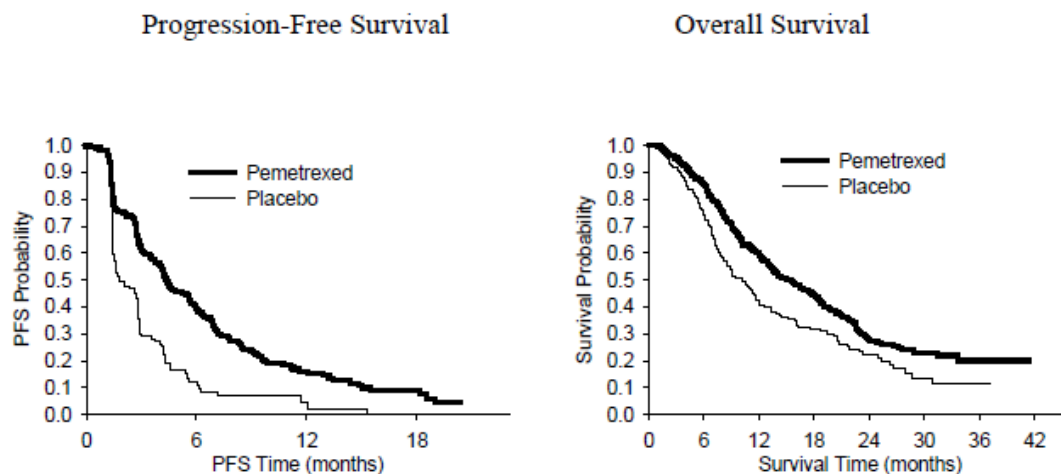 Progression-Free Survival
Overall Survival
1.0
0.9
0.8
0.7
0.6
0.5
0.4
0.3
0.2
0.1
0.0
PFS Probability
Pemetrexed
Placebo
0 6 12 18
PFS Time (months)
1.0
0.9
0.8
0.7
0.6
0.5
0.4
0.3
0.2
0.1
0.0
Survival Probability
Pemetrexed
Placebo
0 6 12 18 24 30 36 42
Survival Time (months)